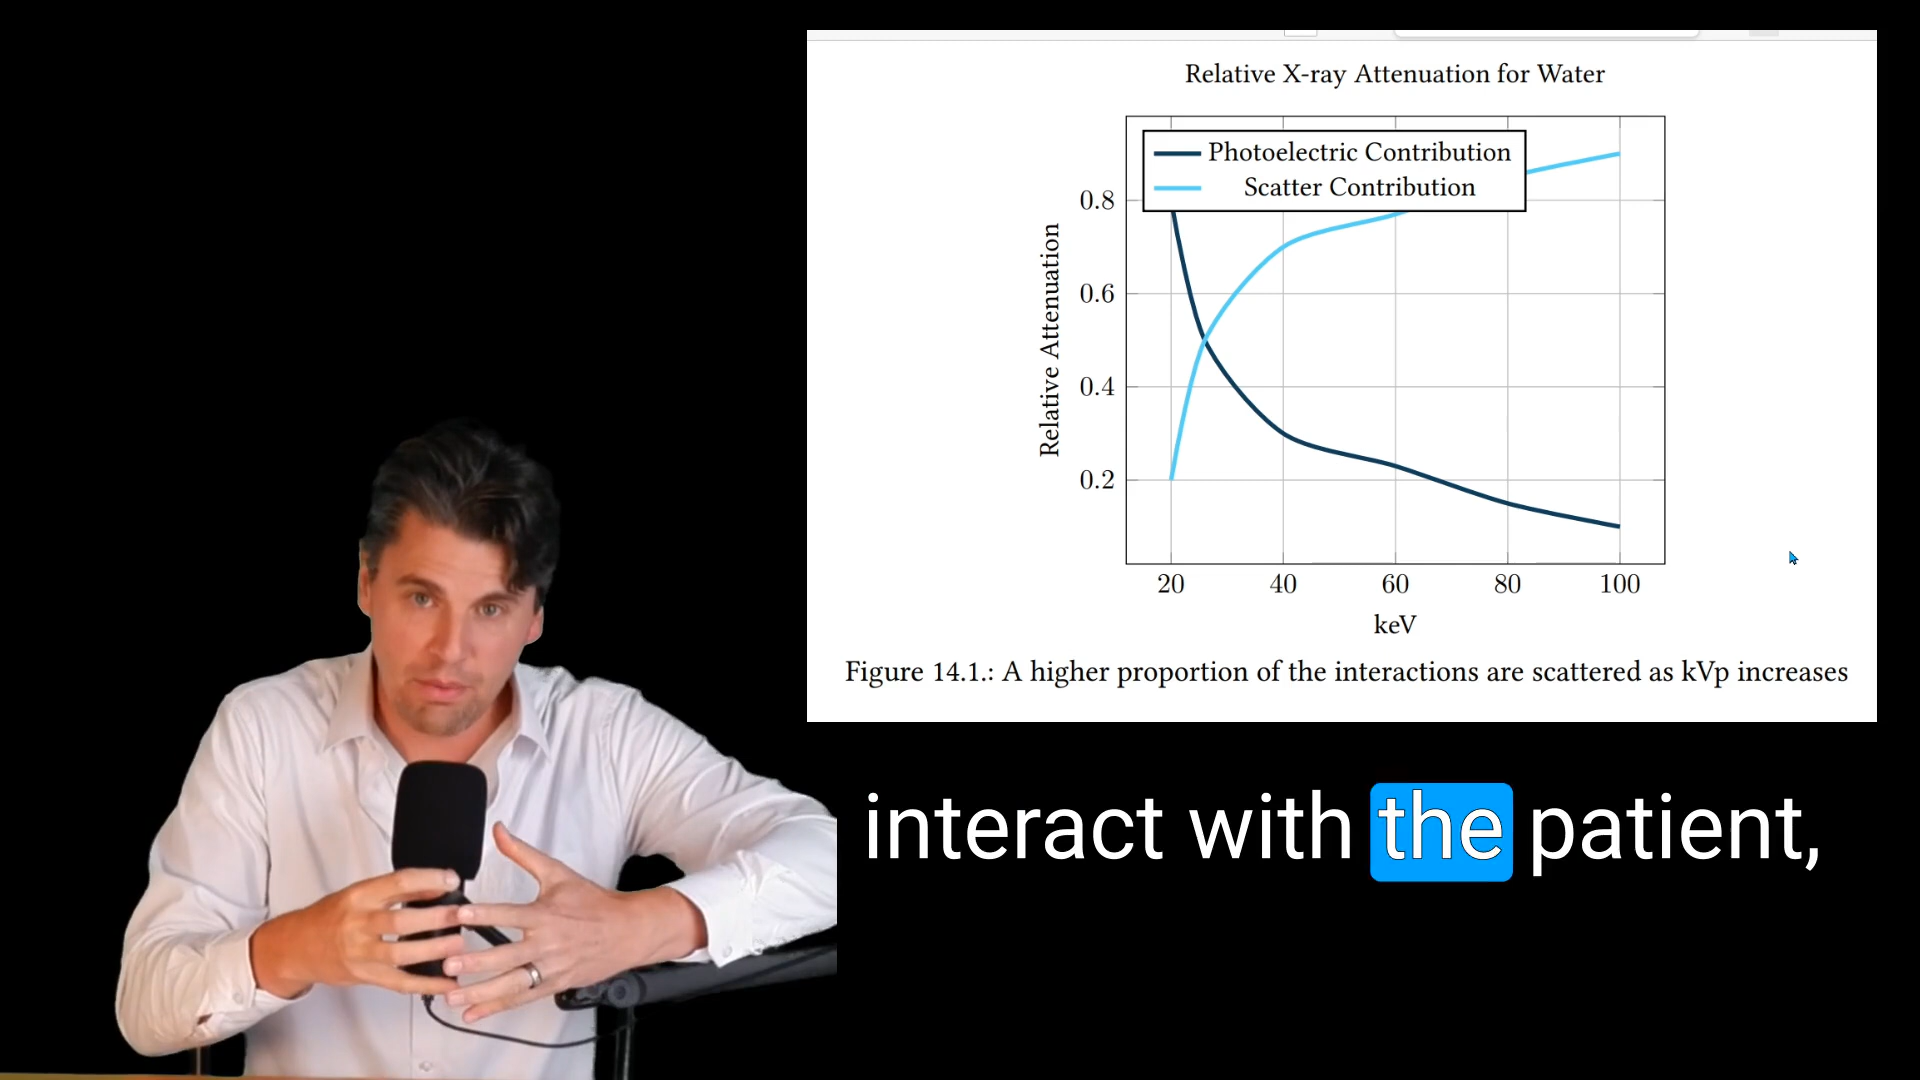 Relative X-ray Attenuation for Water
Photoelectric Contribution
Scatter Contribution
Relative Attenuation
0.8
0.6
0.4
0.2
20 40 60 80 100
keV
Figure 14.1.: A higher proportion of the interactions are scattered as kVp increases
interact with the patient,